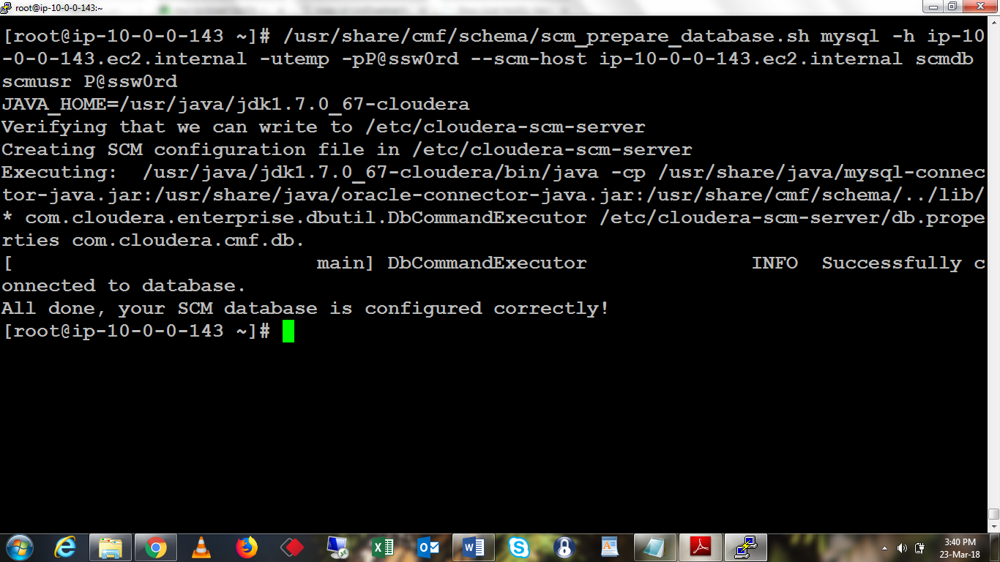 root@ip-10-0-0-143:~
[root@ip-10-0-0-143 ~]# /usr/share/cmf/schema/scm_prepare_database.sh mysql -h ip-10
-0-0-143.ec2.internal -utemp -pP@ssw0rd --scm-host ip-10-0-0-143.ec2.internal scmdb
scmusr P@ssw0rd
JAVA_HOME=/usr/java/jdk1.7.0_67-cloudera
Verifying that we can write to /etc/cloudera-scm-server
Creating SCM configuration file in /etc/cloudera-scm-server
Executing:  /usr/java/jdk1.7.0_67-cloudera/bin/java -cp /usr/share/java/mysql-connec
tor-java.jar:/usr/share/java/oracle-connector-java.jar:/usr/share/cmf/schema/../lib/
* com.cloudera.enterprise.dbutil.DbCommandExecutor /etc/cloudera-scm-server/db.prope
rties com.cloudera.cmf.db.
[                          main] DbCommandExecutor              INFO  Successfully c
onnected to database.
All done, your SCM database is configured correctly!
[root@ip-10-0-0-143 ~]#
3:40 PM
23-Mar-18